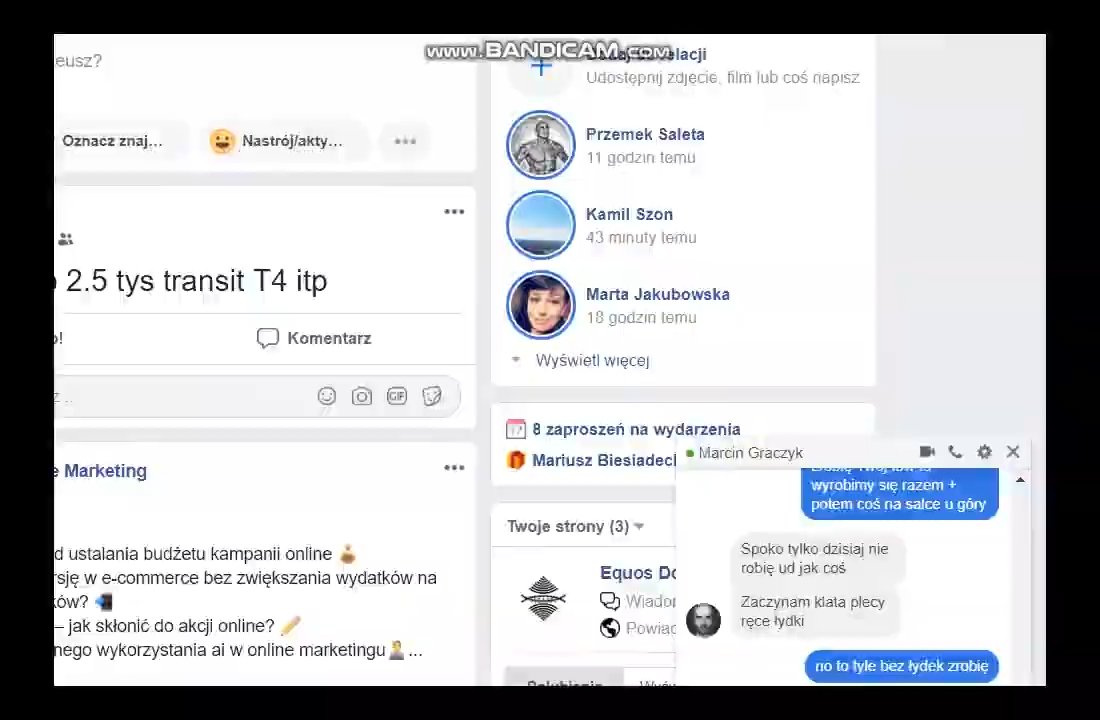 www.BANDICAM.com
eusz?
Oznacz znaj...
Nastrój/akty...
2.5 tys transit T4 itp
Komentarz
GIF
e Marketing
d ustalania budżetu kampanii online
rsję w e-commerce bez zwiększania wydatków na
ków?
– jak skłonić do akcji online?
nego wykorzystania ai w online marketingu...
relacji
Udostępnij zdjęcie, film lub coś napisz
Przemek Saleta
11 godzin temu
Kamil Szon
43 minuty temu
Marta Jakubowska
18 godzin temu
Wyświetl więcej
8 zaproszeń na wydarzenia
Mariusz Biesiadeck
Twoje strony (3)
Equos Do
Wiador
Powiad
Marcin Graczyk
wyrobimy się razem +
potem coś na salce u góry
Spoko tylko dzisiaj nie
robię ud jak coś
Zaczynam klata plecy
ręce łydki
no to tyle bez łydek zrobię